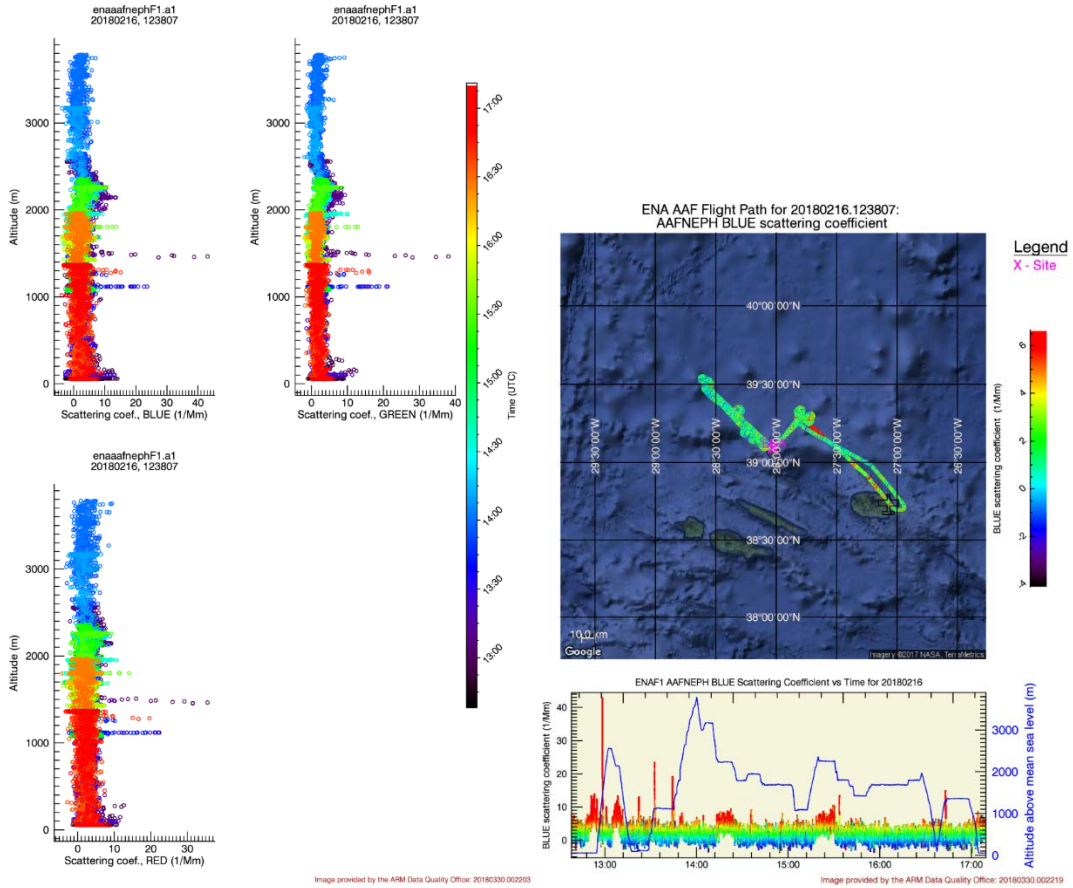 enaaafnephF1.a1
20180216, 123807
Altitude (m)
3000
2000
1000
0
0 10 20 30 40
Scattering coef., BLUE (1/Mm)
enaaafnephF1.a1
20180216, 123807
Altitude (m)
3000
2000
1000
0
0 10 20 30 40
Scattering coef., GREEN (1/Mm)
17:00
16:30
16:00
15:30
15:00
14:30
14:00
13:30
13:00
Time (UTC)
enaaafnephF1.a1
20180216, 123807
Altitude (m)
3000
2000
1000
0
0 10 20 30
Scattering coef., RED (1/Mm)
Image provided by the ARM Data Quality Office: 20180330.002203
ENA AAF Flight Path for 20180216.123807:
AAFNEPH BLUE scattering coefficient
Legend
X - Site
40°00'00"N
39°30'00"N
39°00'00"N
38°30'00"N
38°00'00"N
29°30'00"W
29°00'00"W
28°30'00"W
28°00'00"W
27°30'00"W
27°00'00"W
26°30'00"W
10.0 km
Google
Imagery ©2017 NASA, TerraMetrics
BLUE scattering coefficient (1/Mm)
6
4
2
0
-2
-4
ENAF1 AAFNEPH BLUE Scattering Coefficient vs Time for 20180216
BLUE scattering coefficient (1/Mm)
40
30
20
10
0
13:00 14:00 15:00 16:00 17:00
3000
2000
1000
0
Altitude above mean sea level (m)
Image provided by the ARM Data Quality Office: 20180330.002219